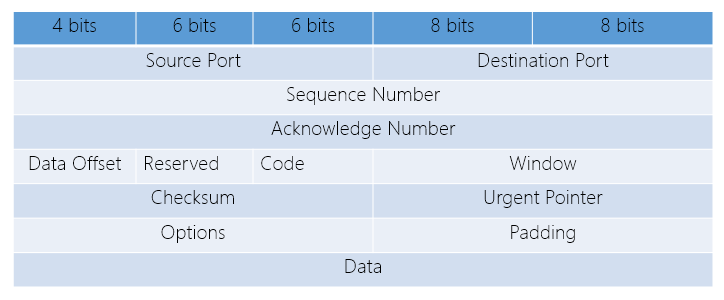 4 bits 6 bits 6 bits 8 bits 8 bits
Source Port Destination Port
Sequence Number
Acknowledge Number
Data Offset Reserved Code Window
Checksum Urgent Pointer
Options Padding
Data